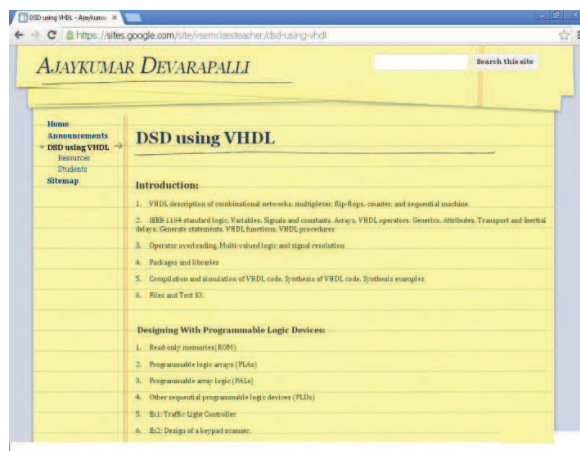 DSD using VHDL - Ajaykumar
https://sites.google.com/site/vsemclassteacher/dsd-using-vhdl
AJAYKUMAR DEVARAPALLI
Search this site
Home
Announcements
DSD using VHDL
Resources
Students
Sitemap
DSD using VHDL
Introduction:
1. VHDL description of combinational networks, multiplexer, flip-flops, counter, and sequential machine.
2. IEEE-1164 standard logic, Variables, Signals and constants, Arrays, VHDL operators, Generics, Attributes, Transport and Inertial
delays, Generate statements, VHDL functions, VHDL procedures
3. Operator overloading, Multi-valued logic and signal resolution
4. Packages and libraries
5. Compilation and simulation of VHDL code, Synthesis of VHDL code, Synthesis examples
6. Files and Text IO.
Designing With Programmable Logic Devices:
1. Read-only memories(ROM)
2. Programmable logic arrays (PLAs)
3. Programmable array logic (PALs)
4. Other sequential programmable logic devices (PLDs)
5. Ex1: Traffic Light Controller
6. Ex2: Design of a keypad scanner.